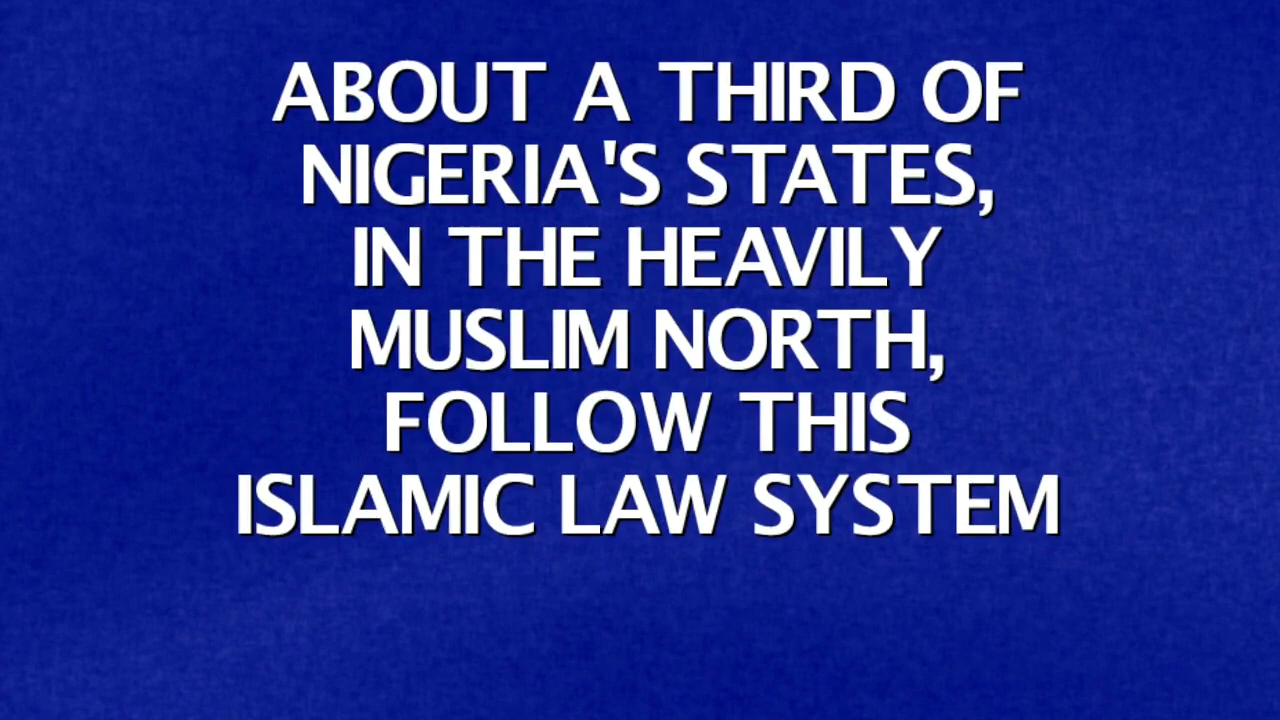 ABOUT A THIRD OF
NIGERIA'S STATES,
IN THE HEAVILY
MUSLIM NORTH,
FOLLOW THIS
ISLAMIC LAW SYSTEM